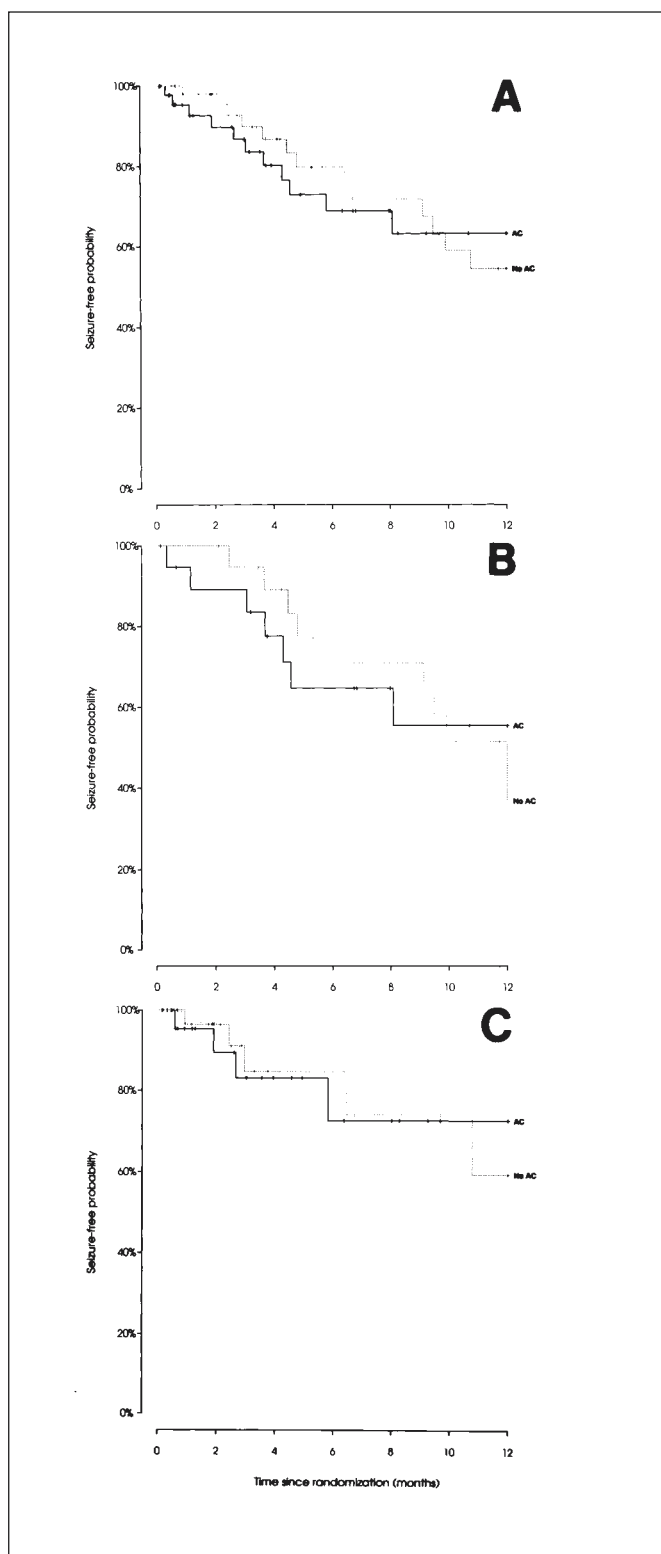 A
100%
80%
60%
40%
20%
0%
Seizure-free probability
AC
No AC
0 2 4 6 8 10 12
B
100%
80%
60%
40%
20%
0%
Seizure-free probability
AC
No AC
0 2 4 6 8 10 12
C
100%
80%
60%
40%
20%
0%
Seizure-free probability
AC
No AC
0 2 4 6 8 10 12
Time since randomization (months)